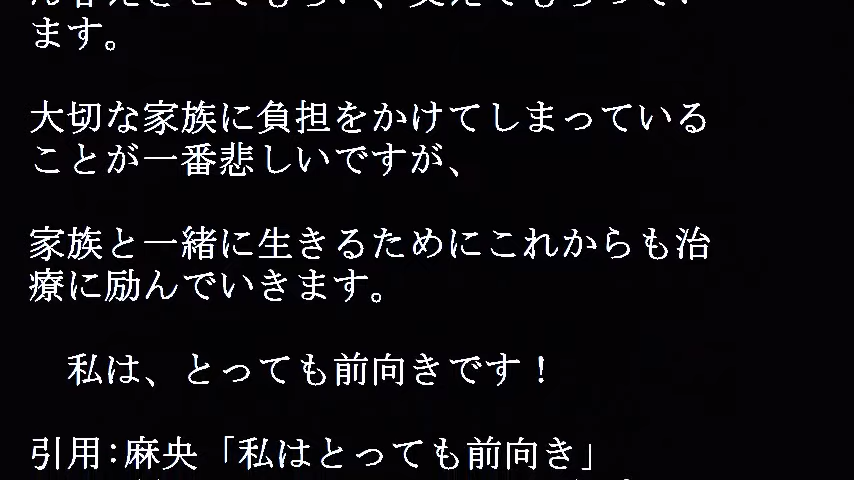 ます。
大切な家族に負担をかけてしまっている
ことが一番悲しいですが、
家族と一緒に生きるためにこれからも治
療に励んでいきます。
私は、とっても前向きです！
引用:麻央「私はとっても前向き」